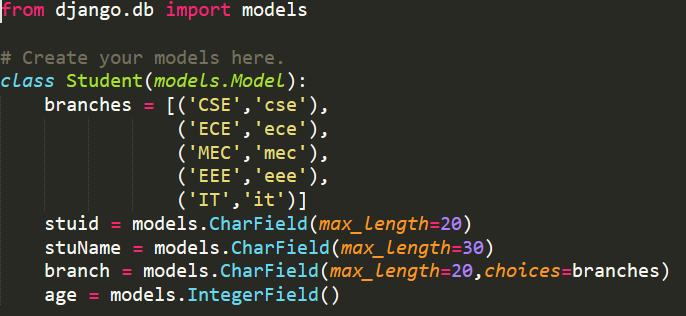 from django.db import models
# Create your models here.
class Student(models.Model):
    branches = [('CSE','cse'),
                ('ECE','ece'),
                ('MEC','mec'),
                ('EEE','eee'),
                ('IT','it')]
    stuid = models.CharField(max_length=20)
    stuName = models.CharField(max_length=30)
    branch = models.CharField(max_length=20,choices=branches)
    age = models.IntegerField()